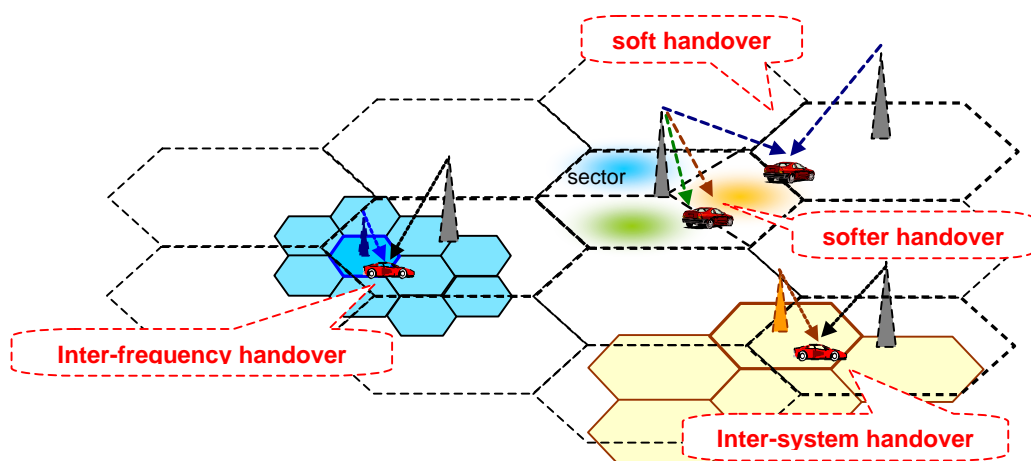 soft handover
sector
softer handover
Inter-frequency handover
Inter-system handover